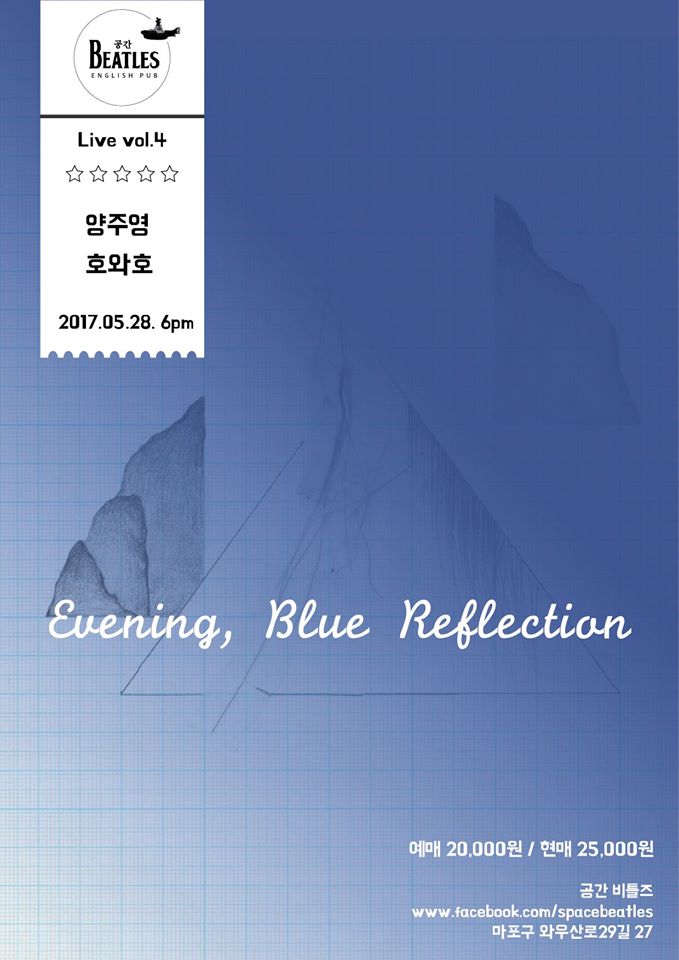 공간
BEATLES
ENGLISH PUB
Live vol.4
양주영
호와호
2017.05.28. 6pm
Evening, Blue Reflection
예매 20,000원 / 현매 25,000원
공간 비틀즈
www.facebook.com/spacebeatles
마포구 와우산로29길 27